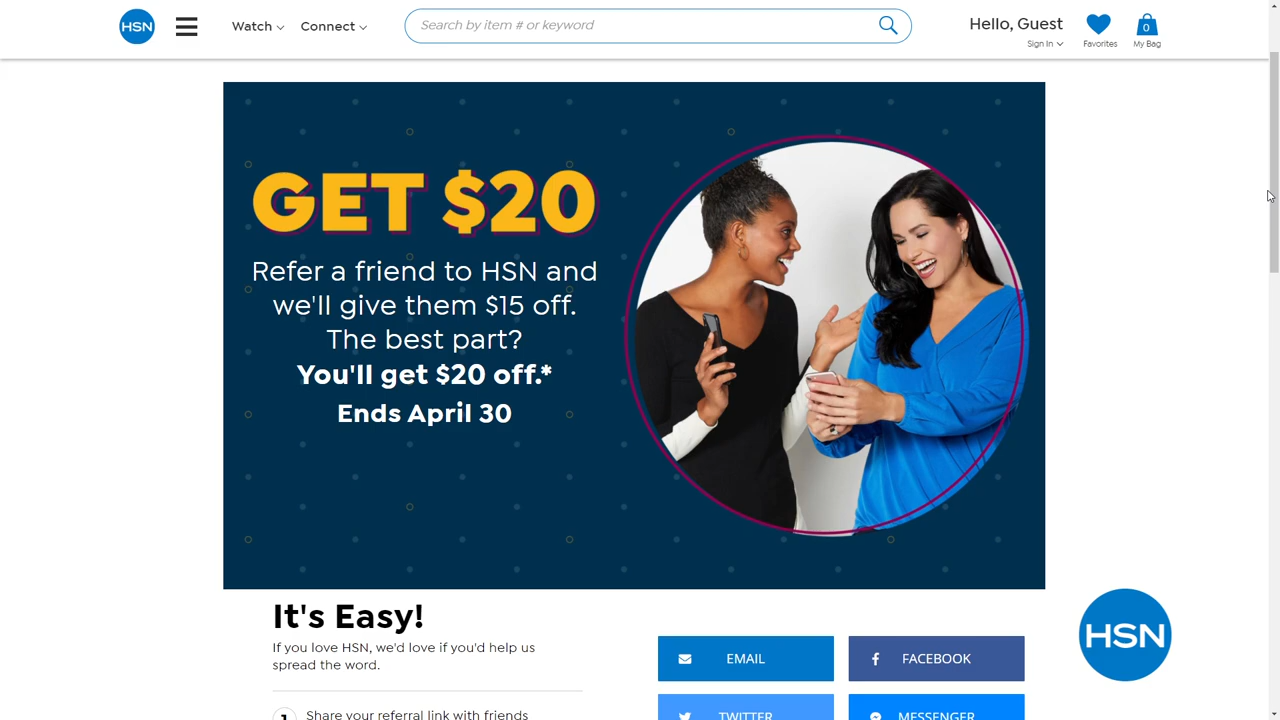 HSN
Watch
Connect
Search by item # or keyword
Hello, Guest
Sign In
Favorites
0
My Bag
GET $20
Refer a friend to HSN and
we'll give them $15 off.
The best part?
You'll get $20 off.*
Ends April 30
It's Easy!
If you love HSN, we'd love if you'd help us
spread the word.
1
Share your referral link with friends
EMAIL
FACEBOOK
TWITTER
MESSENGER
HSN